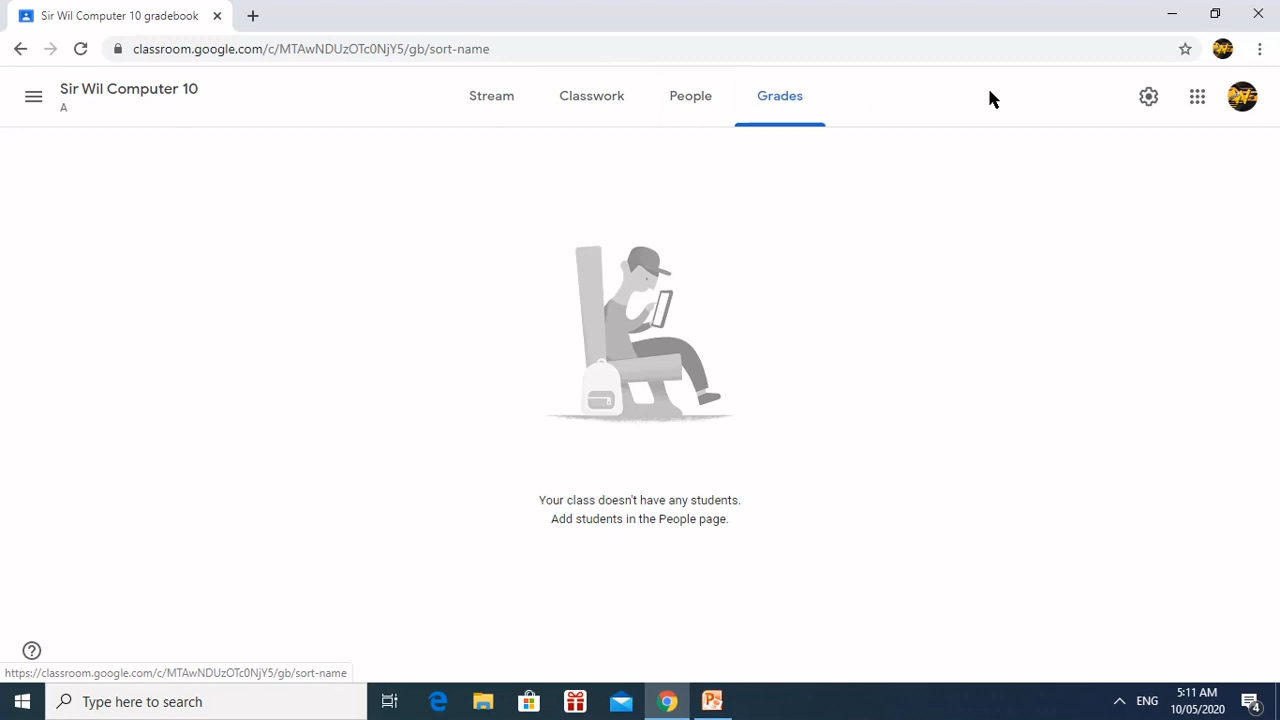 Sir Wil Computer 10 gradebook
classroom.google.com/c/MTAwNDUzOTc0NjY5/gb/sort-name
Sir Wil Computer 10
A
Stream
Classwork
People
Grades
Your class doesn't have any students.
Add students in the People page.
https://classroom.google.com/c/MTAwNDUzOTc0NjY5/gb/sort-name
Type here to search
ENG
5:11 AM
10/05/2020
4